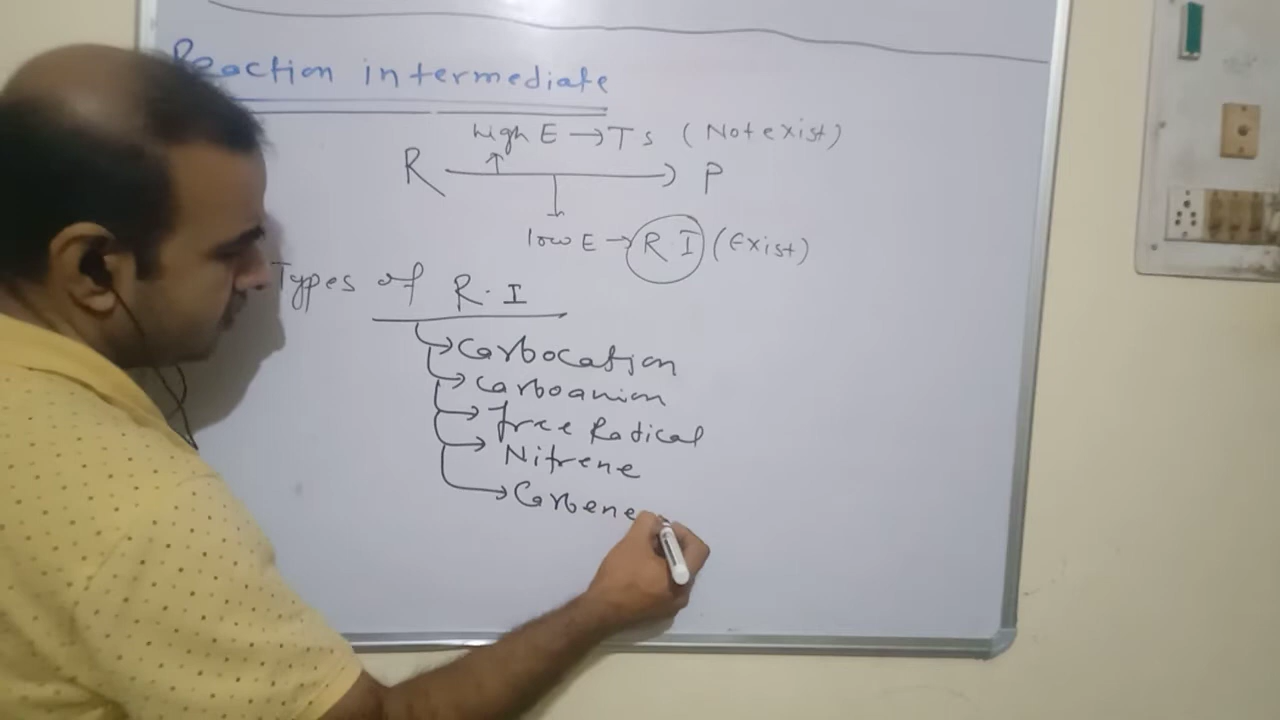 Reaction intermediate
high E → Ts (Not exist)
R → P
low E → R.I (Exist)
Types of R.I
→ Carbocation
→ Carboanion
→ free Radical
→ Nitrene
→ Carbene